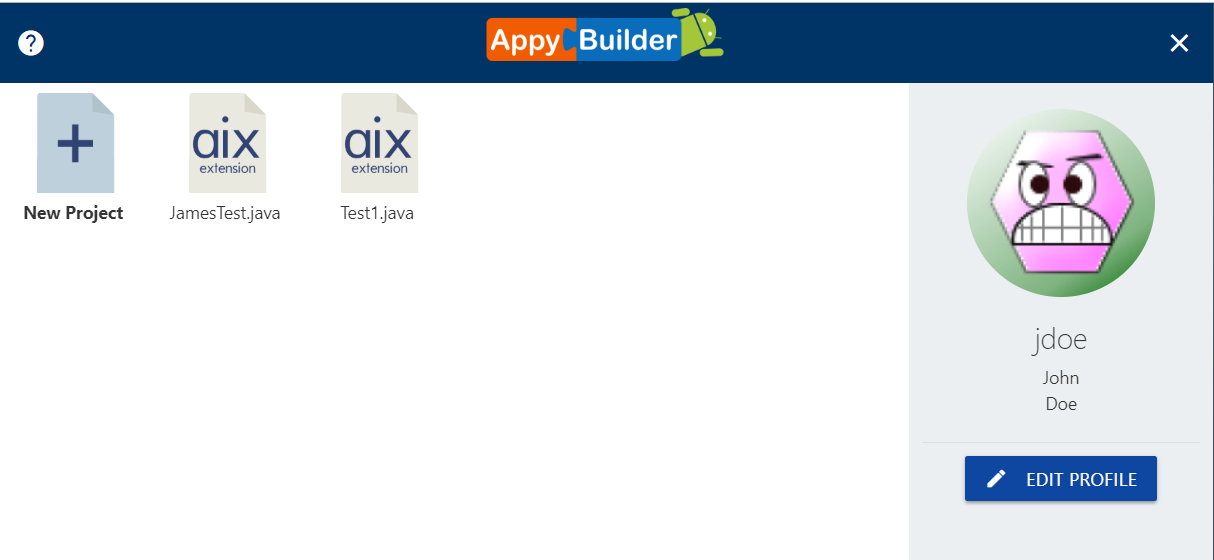 ?
Appy Builder
aix
extension
aix
extension
New Project
JamesTest.java
Test1.java
jdoe
John
Doe
EDIT PROFILE